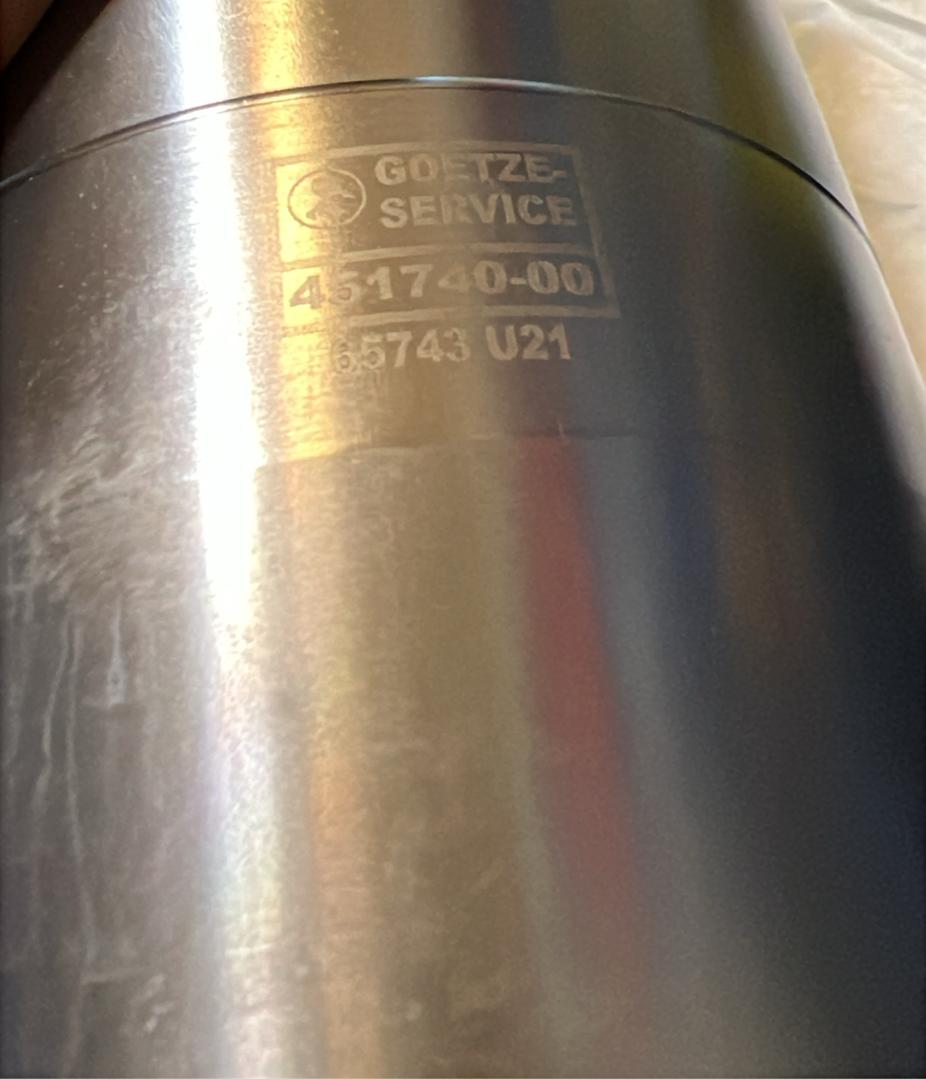 GOETZE-
SERVICE
451740-00
65743 U21